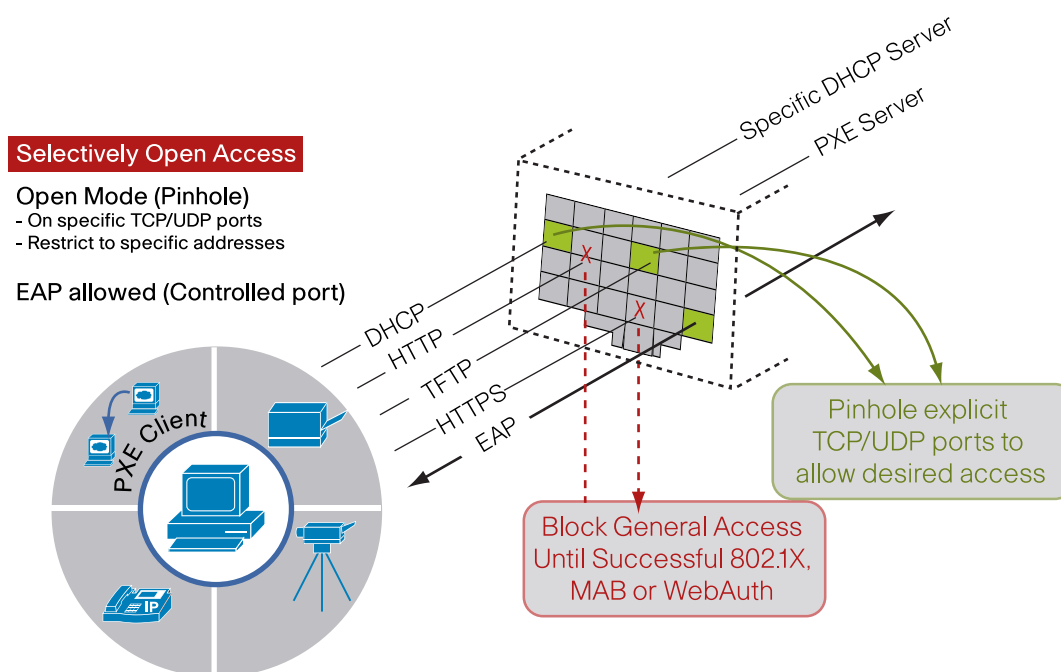 Selectively Open Access
Open Mode (Pinhole)
- On specific TCP/UDP ports
- Restrict to specific addresses
EAP allowed (Controlled port)
Specific DHCP Server
PXE Server
DHCP
HTTP
TFTP
HTTPS
EAP
X
X
PXE Client
IP
Pinhole explicit
TCP/UDP ports to
allow desired access
Block General Access
Until Successful 802.1X,
MAB or WebAuth